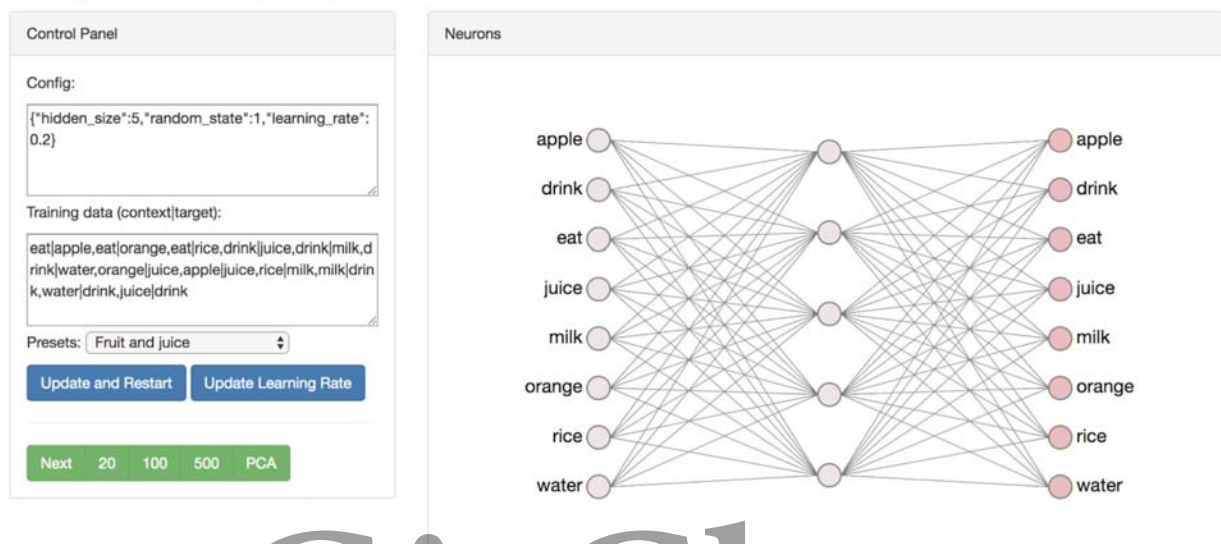 Control Panel
Config:
{"hidden_size":5,"random_state":1,"learning_rate":
0.2}
Training data (context|target):
eat|apple,eat|orange,eat|rice,drink|juice,drink|milk,d
rink|water,orange|juice,apple|juice,rice|milk,milk|drin
k,water|drink,juice|drink
Presets: Fruit and juice
Update and Restart Update Learning Rate
Next 20 100 500 PCA
Neurons
apple apple
drink drink
eat eat
juice juice
milk milk
orange orange
rice rice
water water